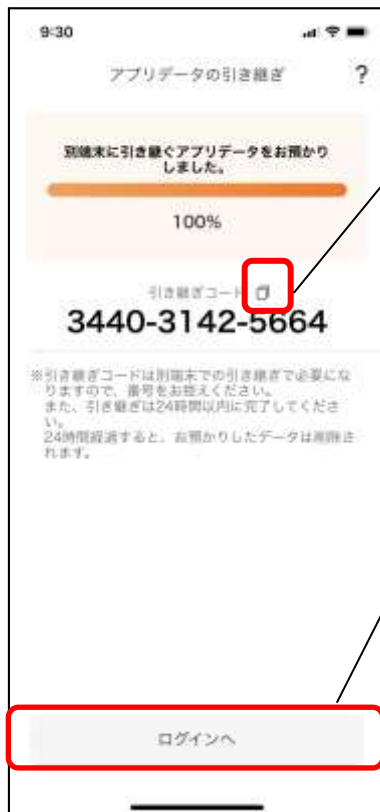 9:30
アプリデータの引き継ぎ ?
別端末に引き継ぐアプリデータをお預かり
しました。
100%
引き継ぎコード
3440-3142-5664
※引き継ぎコードは別端末での引き継ぎで必要にな
りますので、番号をお控えください。
また、引き継ぎは24時間以内に完了してくださ
い。
24時間経過すると、お預かりしたデータは削除さ
れます。
ログインへ